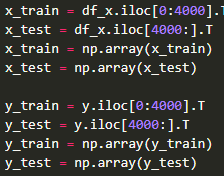 x_train = df_x.iloc[0:4000].T
x_test = df_x.iloc[4000:].T
x_train = np.array(x_train)
x_test = np.array(x_test)
y_train = y.iloc[0:4000].T
y_test = y.iloc[4000:].T
y_train = np.array(y_train)
y_test = np.array(y_test)